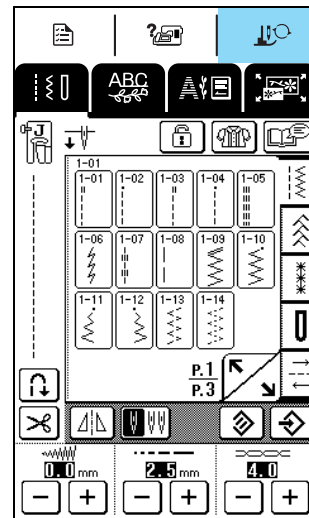 ?
ABC
A
J
1-01
1-01 1-02 1-03 1-04 1-05
1-06 1-07 1-08 1-09 1-10
1-11 1-12 1-13 1-14
P.1
P.3
0.0 mm 2.5 mm 4.0
− + − + − +